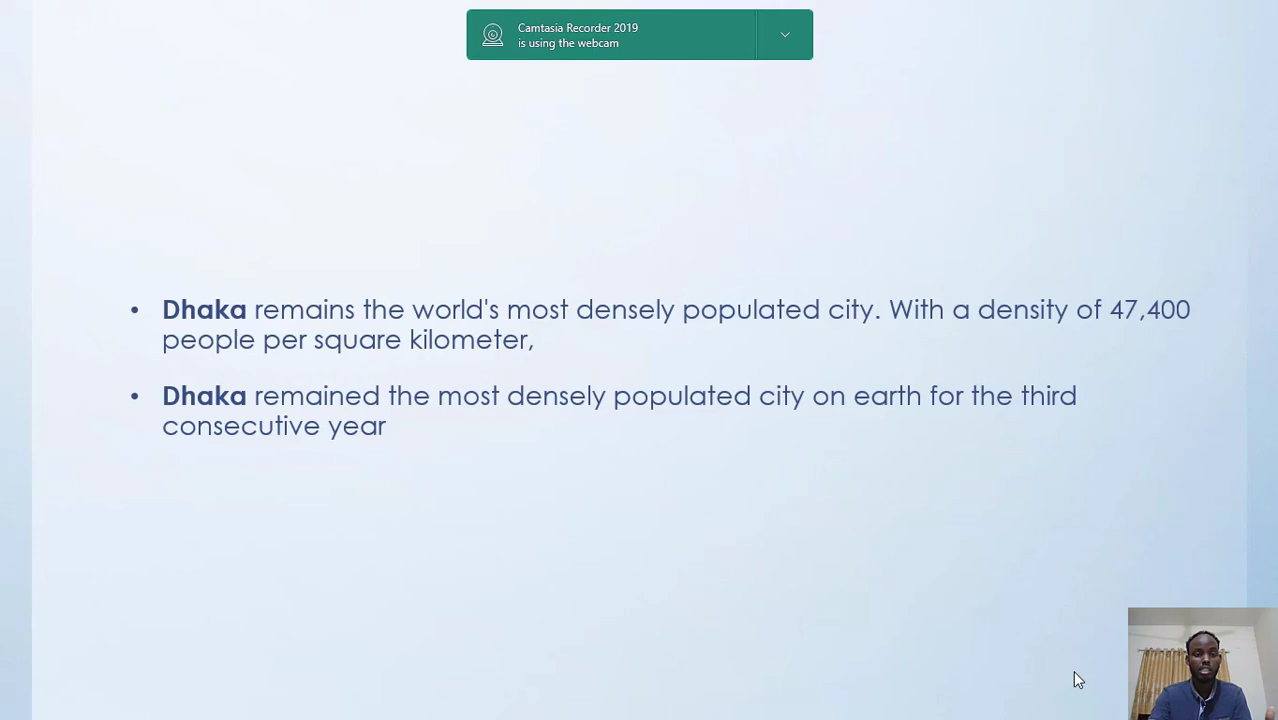 Camtasia Recorder 2019
is using the webcam
• Dhaka remains the world's most densely populated city. With a density of 47,400
people per square kilometer,
• Dhaka remained the most densely populated city on earth for the third
consecutive year